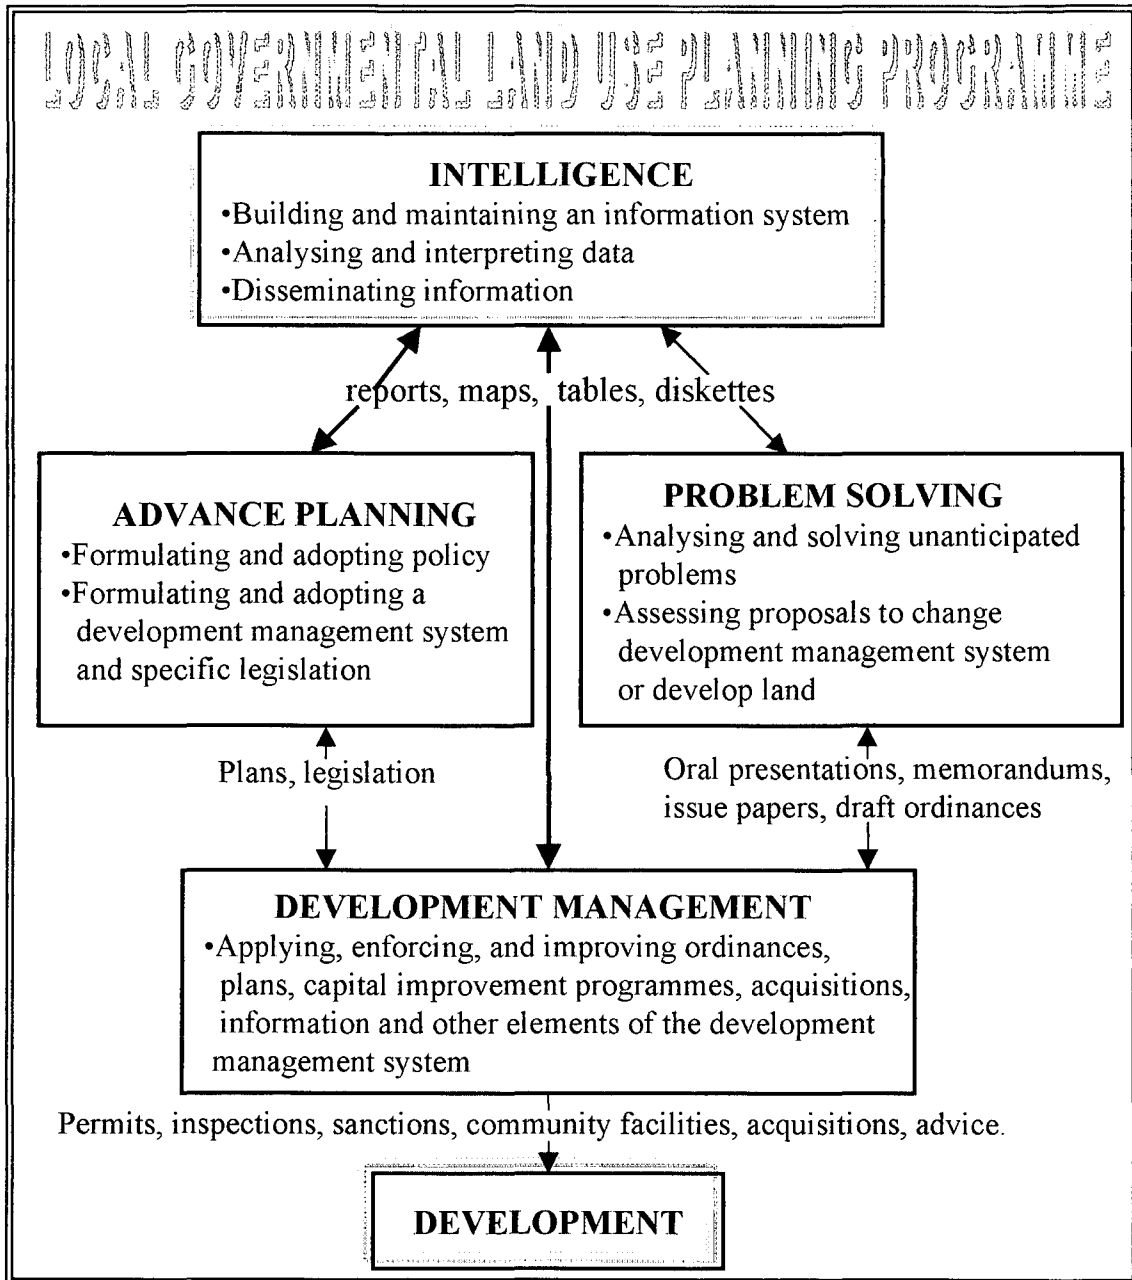 LOCAL GOVERNMENTAL LAND USE PLANNING PROGRAMME
INTELLIGENCE
•Building and maintaining an information system
•Analysing and interpreting data
•Disseminating information
reports, maps, tables, diskettes
ADVANCE PLANNING
•Formulating and adopting policy
•Formulating and adopting a
development management system
and specific legislation
PROBLEM SOLVING
•Analysing and solving unanticipated
problems
•Assessing proposals to change
development management system
or develop land
Plans, legislation
Oral presentations, memorandums,
issue papers, draft ordinances
DEVELOPMENT MANAGEMENT
•Applying, enforcing, and improving ordinances,
plans, capital improvement programmes, acquisitions,
information and other elements of the development
management system
Permits, inspections, sanctions, community facilities, acquisitions, advice.
DEVELOPMENT